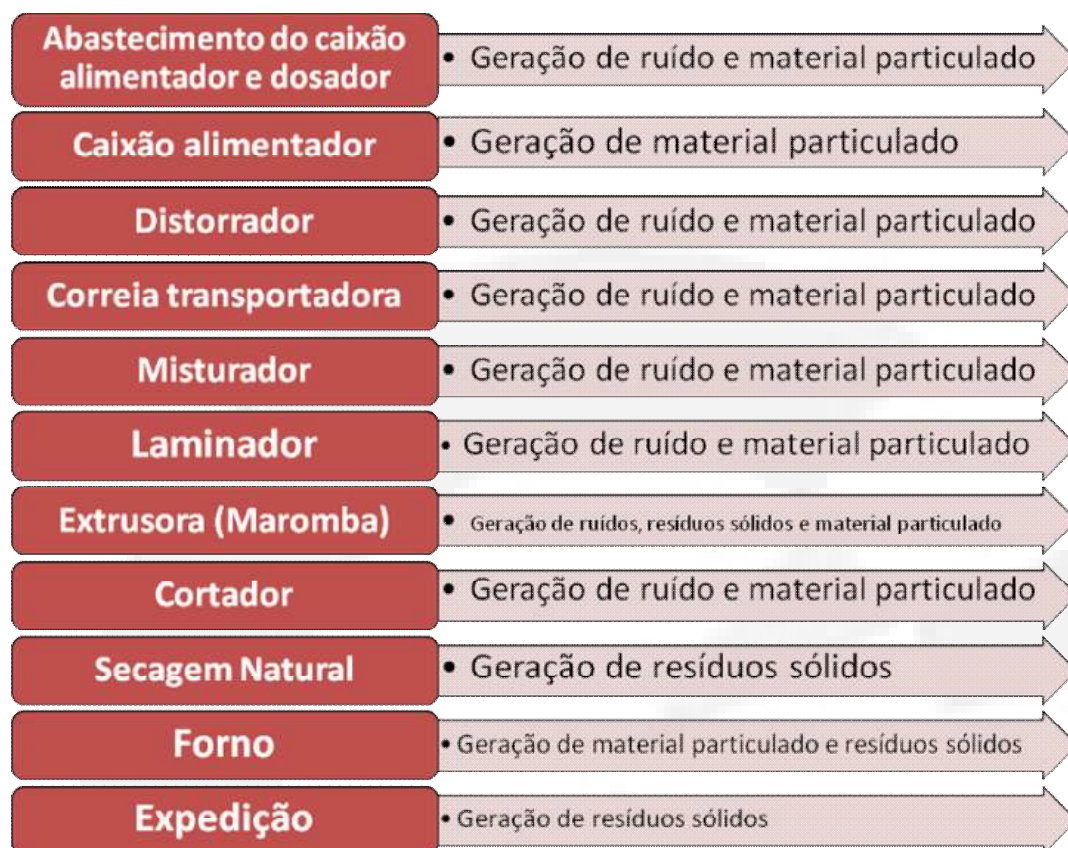 Abastecimento do caixão
alimentador e dosador
• Geração de ruído e material particulado
Caixão alimentador
• Geração de material particulado
Distorrador
• Geração de ruído e material particulado
Correia transportadora
• Geração de ruído e material particulado
Misturador
• Geração de ruído e material particulado
Laminador
• Geração de ruído e material particulado
Extrusora (Maromba)
• Geração de ruídos, resíduos sólidos e material particulado
Cortador
• Geração de ruído e material particulado
Secagem Natural
• Geração de resíduos sólidos
Forno
• Geração de material particulado e resíduos sólidos
Expedição
• Geração de resíduos sólidos